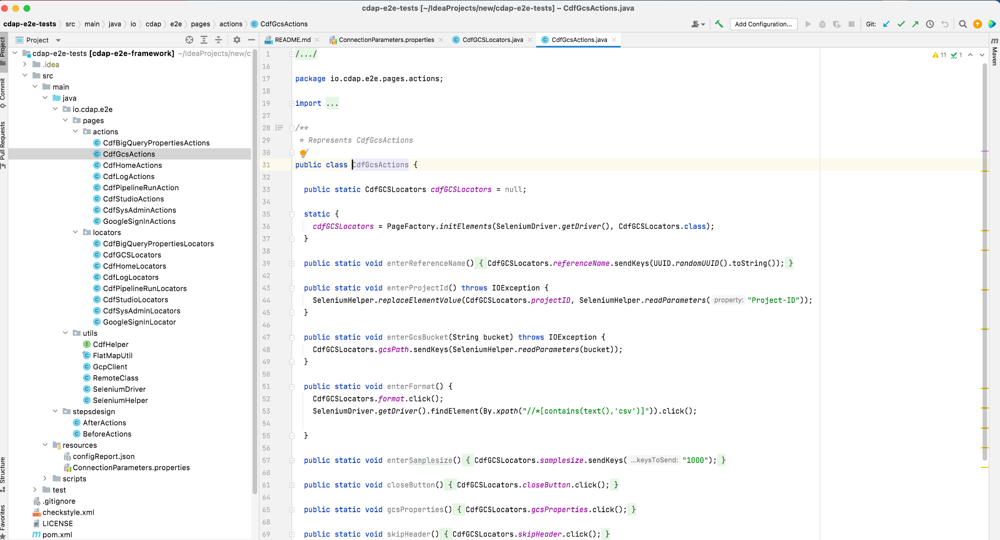 cdap-e2e-tests [~/IdeaProjects/new/cdap-e2e-tests] – CdfGcsActions.java
cdap-e2e-tests src main java io cdap e2e pages actions CdfGcsActions
Add Configuration...
Git:
Project
Commit
Pull Requests
Structure
Favorites
Project
cdap-e2e-tests [cdap-e2e-framework] ~/IdeaProjects/new/c
.idea
src
main
java
io.cdap.e2e
pages
actions
CdfBigQueryPropertiesActions
CdfGcsActions
CdfHomeActions
CdfLogActions
CdfPipelineRunAction
CdfStudioActions
CdfSysAdminActions
GoogleSignInActions
locators
CdfBigQueryPropertiesLocators
CdfGCSLocators
CdfHomeLocators
CdfLogLocators
CdfPipelineRunLocators
CdfStudioLocators
CdfSysAdminLocators
GoogleSignInLocator
utils
CdfHelper
FlatMapUtil
GcpClient
RemoteClass
SeleniumDriver
SeleniumHelper
stepsdesign
AfterActions
BeforeActions
resources
configReport.json
ConnectionParameters.properties
scripts
test
.gitignore
checkstyle.xml
LICENSE
pom.xml
README.md ConnectionParameters.properties CdfGCSLocators.java CdfGcsActions.java
11 1
Maven
1 /.../
16
17 package io.cdap.e2e.pages.actions;
18
19 import ...
27
28 /**
29 * Represents CdfGcsActions
30 */
31 public class CdfGcsActions {
32
33 public static CdfGCSLocators cdfGCSLocators = null;
34
35 static {
36 cdfGCSLocators = PageFactory.initElements(SeleniumDriver.getDriver(), CdfGCSLocators.class);
37 }
38
39 public static void enterReferenceName() { CdfGCSLocators.referenceName.sendKeys(UUID.randomUUID().toString()); }
42
43 public static void enterProjectId() throws IOException {
44 SeleniumHelper.replaceElementValue(CdfGCSLocators.projectID, SeleniumHelper.readParameters( property: "Project-ID"));
45 }
46
47 public static void enterGcsBucket(String bucket) throws IOException {
48 CdfGCSLocators.gcsPath.sendKeys(SeleniumHelper.readParameters(bucket));
49 }
50
51 public static void enterFormat() {
52 CdfGCSLocators.format.click();
53 SeleniumDriver.getDriver().findElement(By.xpath("//*[contains(text(),'csv')]")).click();
54
55 }
56
57 public static void enterSamplesize() { CdfGCSLocators.samplesize.sendKeys( ...keysToSend: "1000"); }
60
61 public static void closeButton() { CdfGCSLocators.closeButton.click(); }
64
65 public static void gcsProperties() { CdfGCSLocators.gcsProperties.click(); }
68
69 public static void skipHeader() { CdfGCSLocators.skipHeader.click(); }